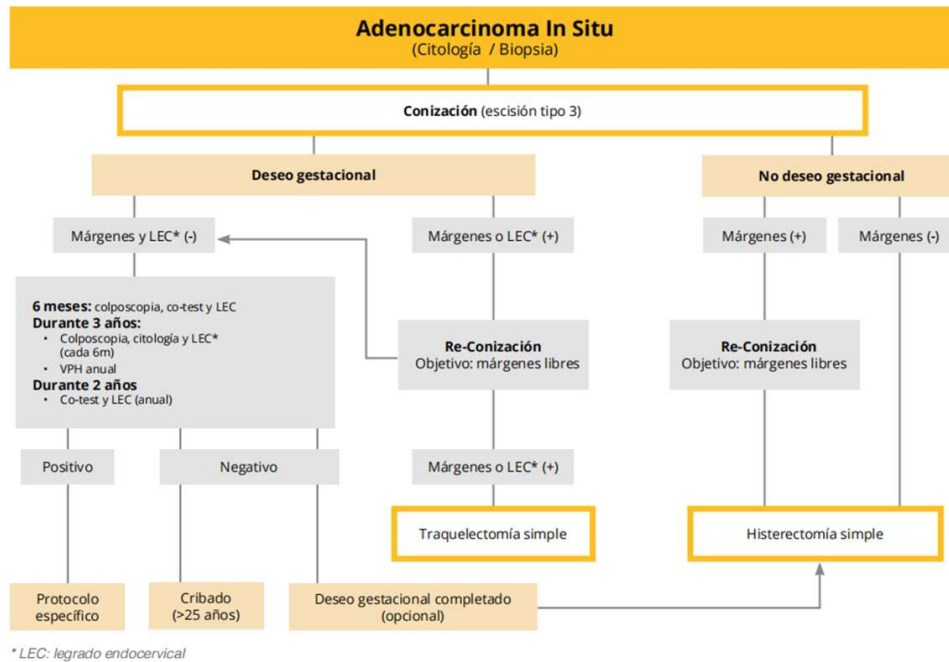 Adenocarcinoma In Situ
(Citología / Biopsia)
Conización (escisión tipo 3)
Deseo gestacional
No deseo gestacional
Márgenes y LEC* (-)
Márgenes o LEC* (+)
Márgenes (+)
Márgenes (-)
6 meses: colposcopia, co-test y LEC
Durante 3 años:
• Colposcopia, citología y LEC*
(cada 6m)
• VPH anual
Durante 2 años
• Co-test y LEC (anual)
Re-Conización
Objetivo: márgenes libres
Re-Conización
Objetivo: márgenes libres
Positivo
Negativo
Márgenes o LEC* (+)
Traquelectomía simple
Histerectomía simple
Protocolo
específico
Cribado
(>25 años)
Deseo gestacional completado
(opcional)
* LEC: legrado endocervical